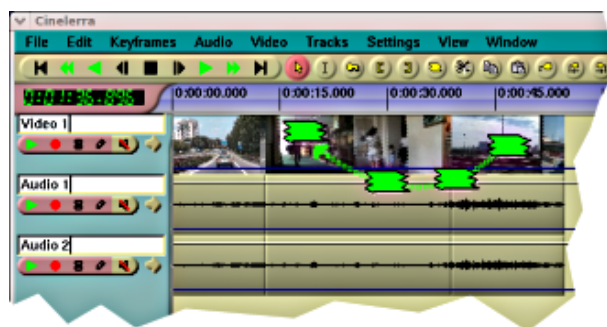 Cinelerra
File Edit Keyframes Audio Video Tracks Settings View Window
0:00:00.000 0:00:15.000 0:00:30.000 0:00:45.000
Video 1
Audio 1
Audio 2